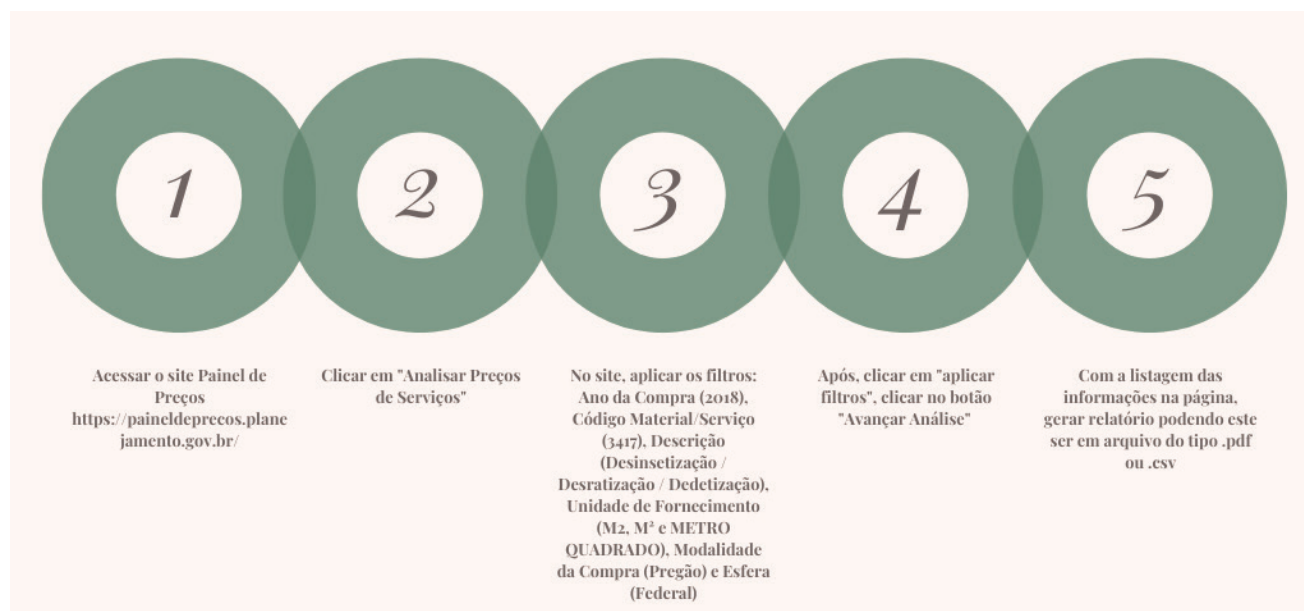 1
2
3
4
5
Acessar o site Painel de
Preços
https://paineldeprecos.plane
jamento.gov.br/
Clicar em "Analisar Preços
de Serviços"
No site, aplicar os filtros:
Ano da Compra (2018),
Código Material/Serviço
(3417), Descrição
(Desinsetização /
Desratização / Dedetização),
Unidade de Fornecimento
(M2, M² e METRO
QUADRADO), Modalidade
da Compra (Pregão) e Esfera
(Federal)
Após, clicar em "aplicar
filtros", clicar no botão
"Avançar Análise"
Com a listagem das
informações na página,
gerar relatório podendo este
ser em arquivo do tipo .pdf
ou .csv